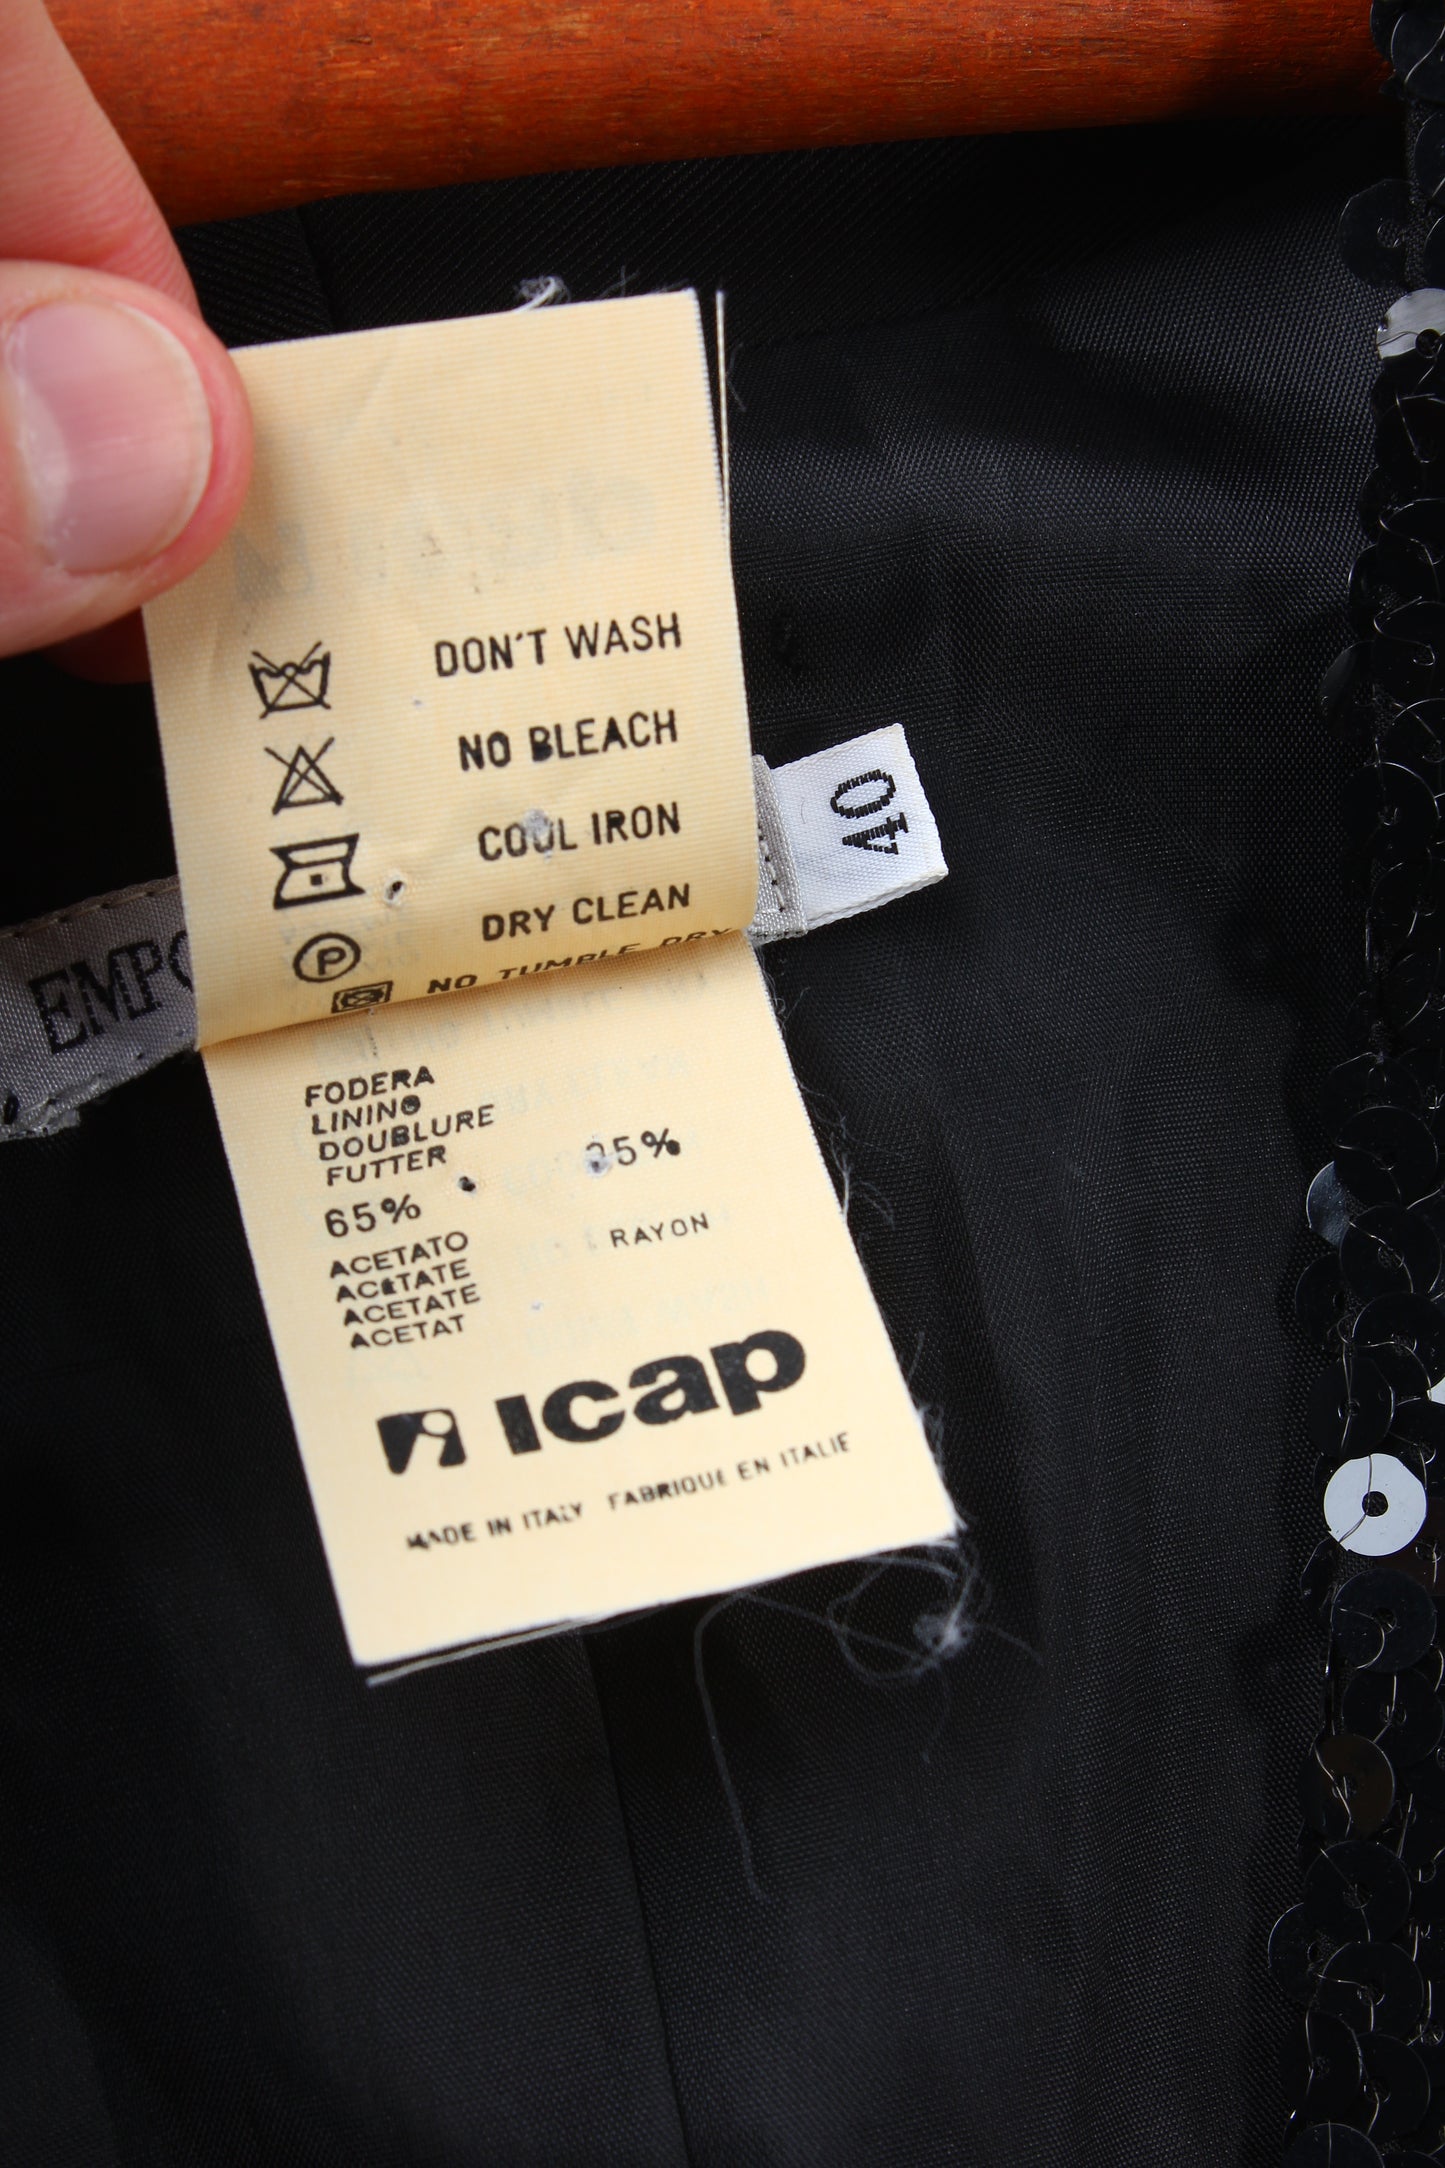 DON'T WASH
NO BLEACH
COOL IRON
DRY CLEAN
P
NO TUMBLE DRY
40
EMPO
FODERA
LINING
DOUBLURE
FUTTER
65% 35%
ACETATO RAYON
ACETATE
ACETATE
ACETAT
ICAP
MADE IN ITALY FABRIQUE EN ITALIE